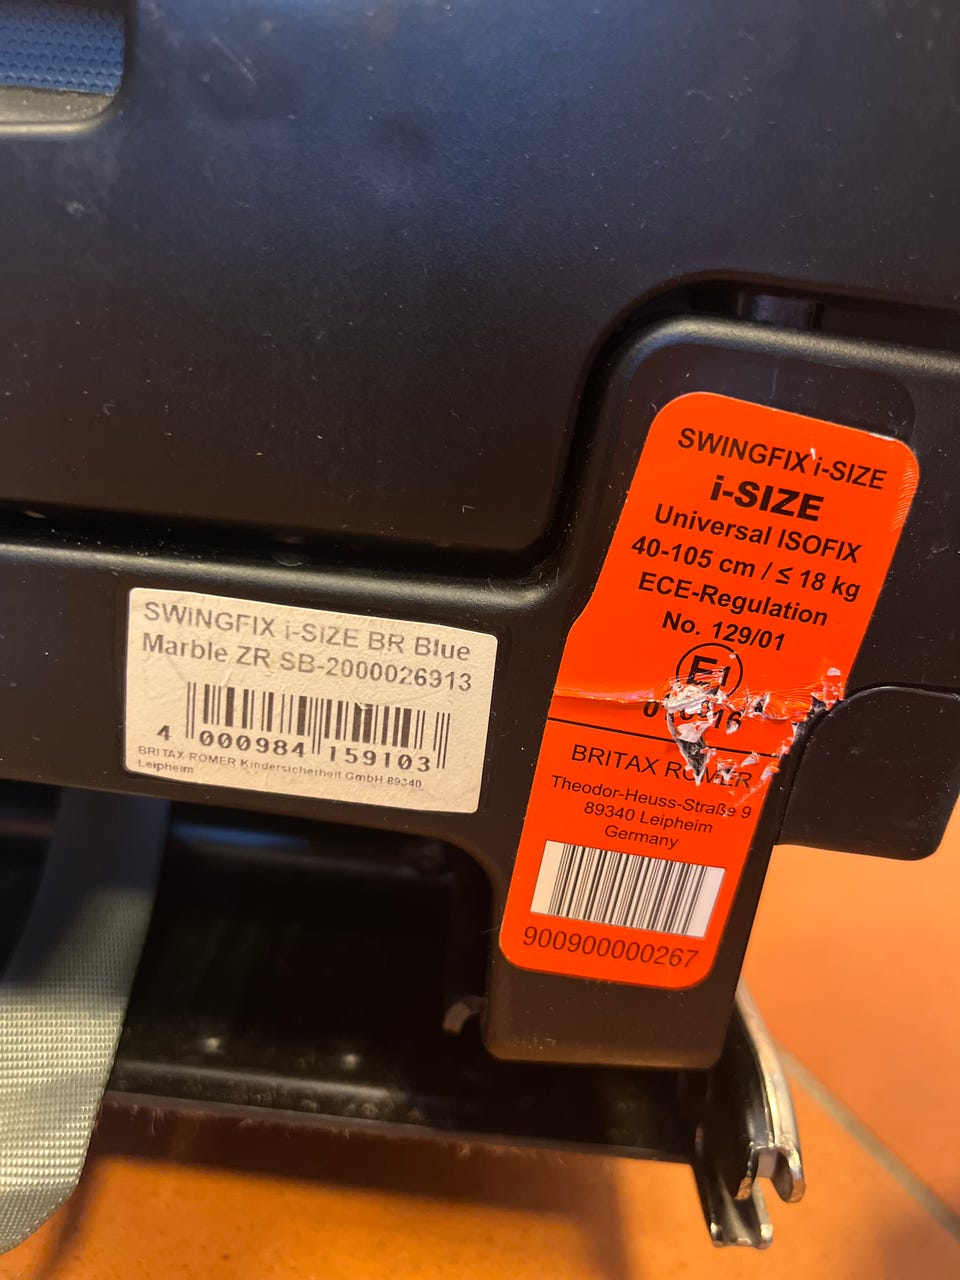 SWINGFIX i-SIZE BR Blue
Marble ZR SB-2000026913
4 000984 159103
BRITAX RÖMER Kindersicherheit GmbH 89340
Leipheim
SWINGFIX i-SIZE
i-SIZE
Universal ISOFIX
40-105 cm / ≤ 18 kg
ECE-Regulation
No. 129/01
E1
BRITAX RÖMER
Theodor-Heuss-Straße 9
89340 Leipheim
Germany
900900000267